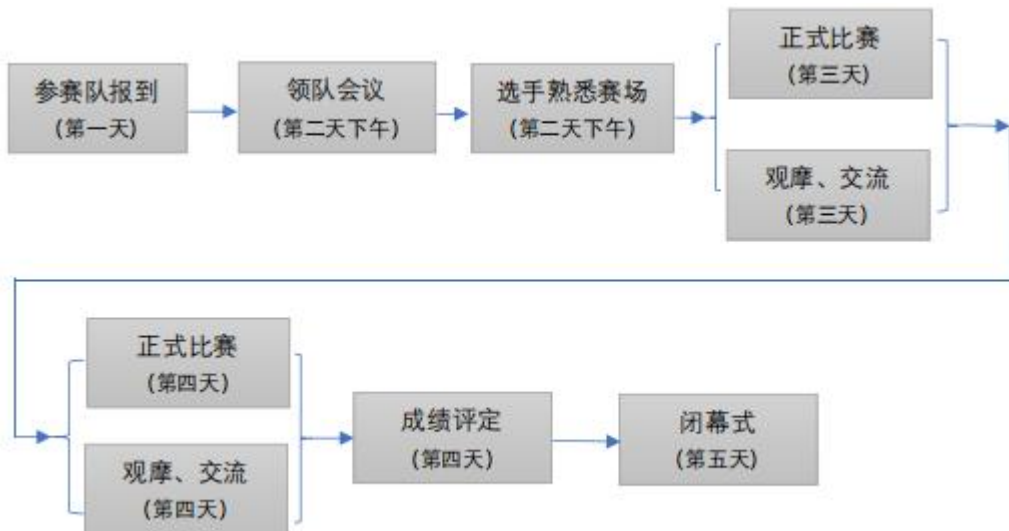 参赛队报到
(第一天)
领队会议
(第二天下午)
选手熟悉赛场
(第二天下午)
正式比赛
(第三天)
观摩、交流
(第三天)
正式比赛
(第四天)
观摩、交流
(第四天)
成绩评定
(第四天)
闭幕式
(第五天)